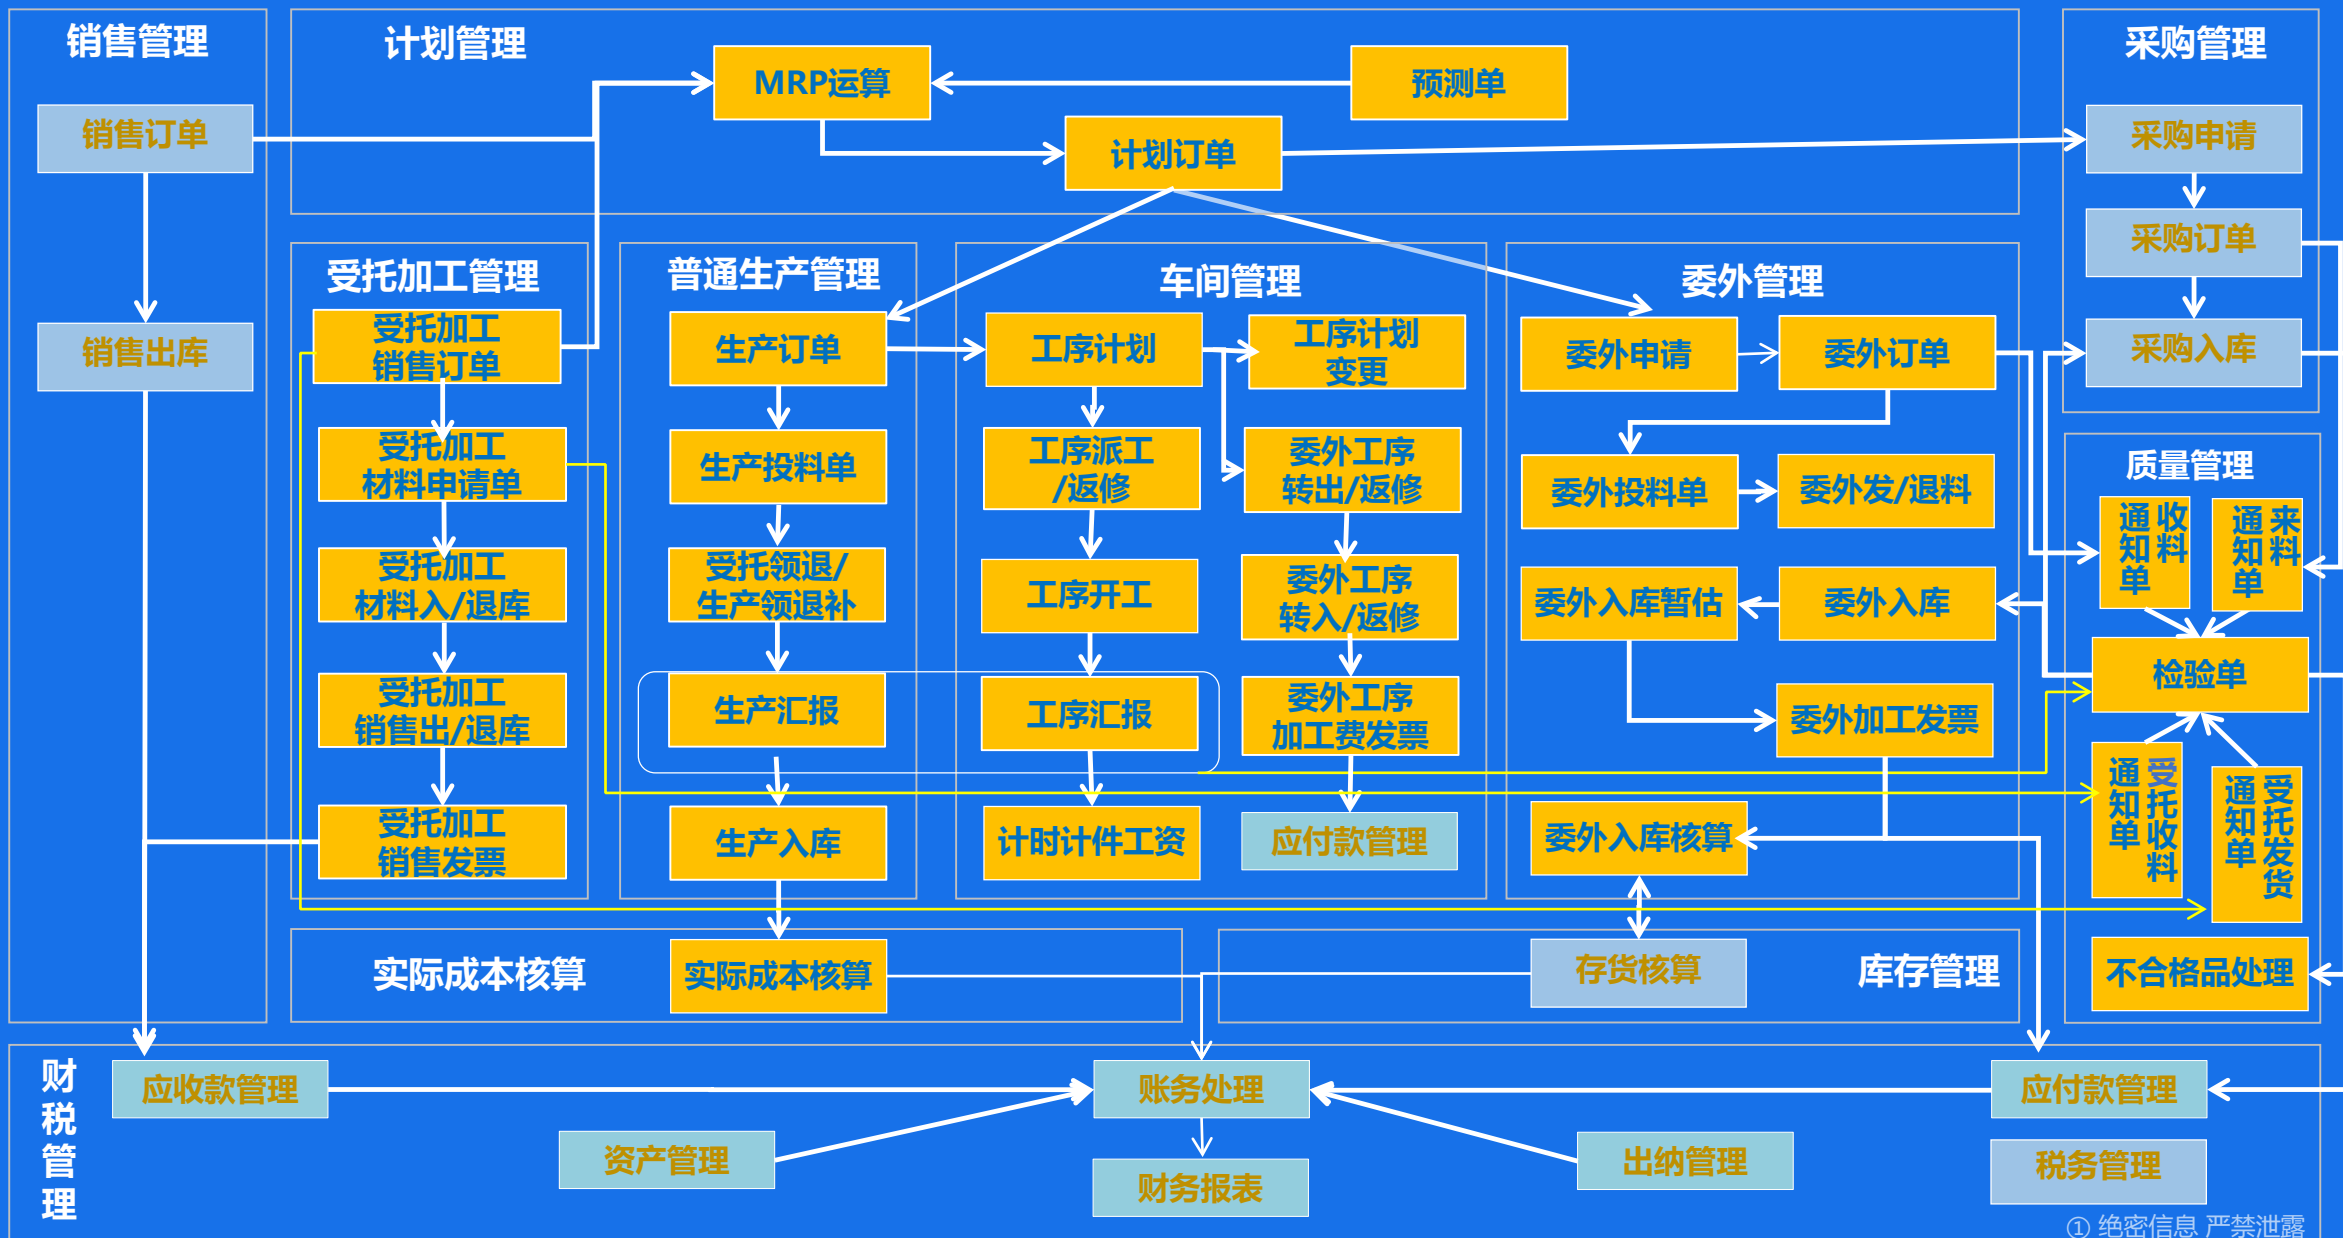 销售管理
销售订单
销售出库
计划管理
MRP运算
预测单
计划订单
采购管理
采购申请
采购订单
采购入库
受托加工管理
受托加工
销售订单
受托加工
材料申请单
受托加工
材料入/退库
受托加工
销售出/退库
受托加工
销售发票
普通生产管理
生产订单
生产投料单
受托领退/
生产领退补
生产汇报
生产入库
车间管理
工序计划
工序计划
变更
工序派工
/返修
委外工序
转出/返修
工序开工
委外工序
转入/返修
工序汇报
委外工序
加工费发票
计时计件工资
应付款管理
委外管理
委外申请
委外订单
委外投料单
委外发/退料
委外入库暂估
委外入库
委外加工发票
委外入库核算
质量管理
收料
通知单
来料
通知单
检验单
受托收料
通知单
受托发货
通知单
不合格品处理
实际成本核算
实际成本核算
存货核算
库存管理
财税管理
应收款管理
账务处理
应付款管理
资产管理
财务报表
出纳管理
税务管理
① 绝密信息 严禁泄露